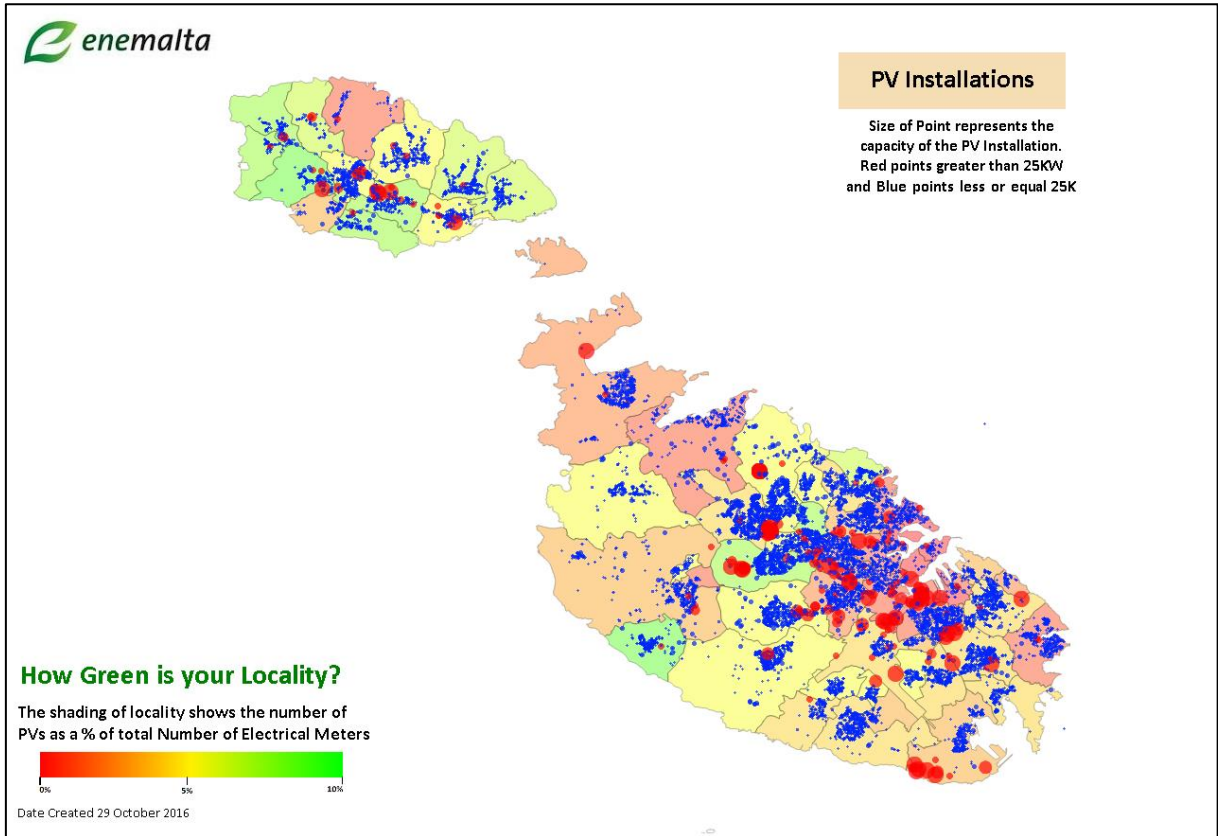 enemalta
PV Installations
Size of Point represents the
capacity of the PV Installation.
Red points greater than 25KW
and Blue points less or equal 25K
How Green is your Locality?
The shading of locality shows the number of
PVs as a % of total Number of Electrical Meters
0% 5% 10%
Date Created 29 October 2016